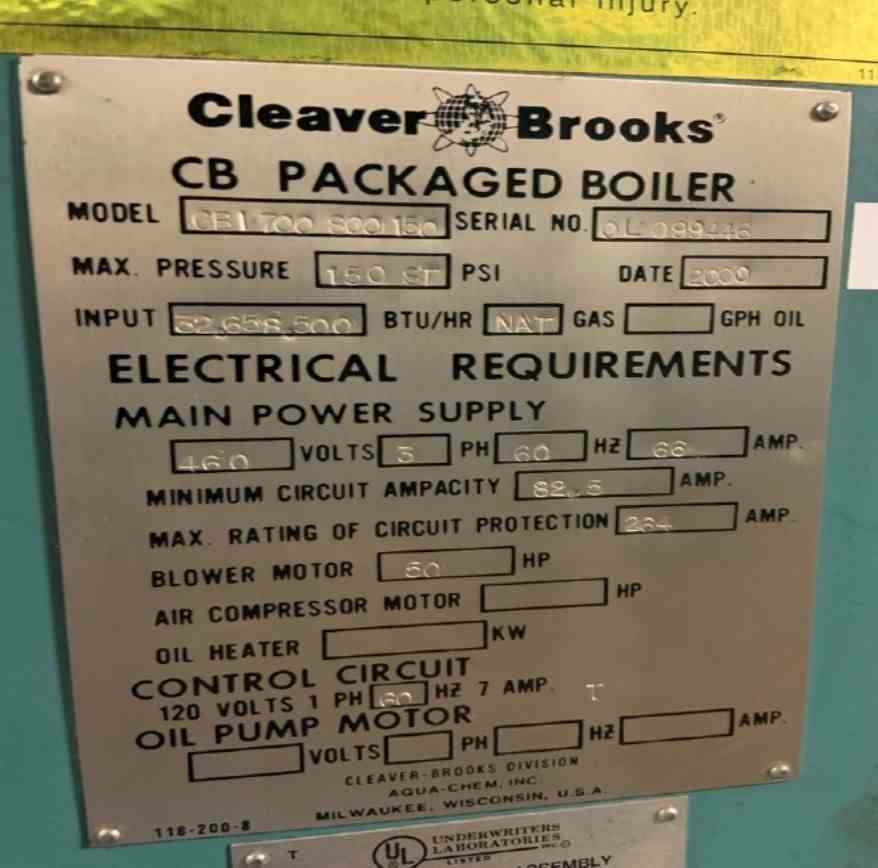 personal injury.
Cleaver Brooks®
CB PACKAGED BOILER
MODEL CBI 700 800 150 SERIAL NO. OL 099446
MAX. PRESSURE 150 ST PSI DATE 2000
INPUT 32,658,500 BTU/HR NAT GAS GPH OIL
ELECTRICAL REQUIREMENTS
MAIN POWER SUPPLY
460 VOLTS 3 PH 60 HZ 66 AMP.
MINIMUM CIRCUIT AMPACITY 82.5 AMP.
MAX. RATING OF CIRCUIT PROTECTION 264 AMP.
BLOWER MOTOR 50 HP
AIR COMPRESSOR MOTOR HP
OIL HEATER KW
CONTROL CIRCUIT
120 VOLTS 1 PH 60 HZ 7 AMP. T
OIL PUMP MOTOR
VOLTS PH HZ AMP.
CLEAVER-BROOKS DIVISION
AQUA-CHEM, INC.
MILWAUKEE, WISCONSIN, U.S.A.
118-200-8
T UL UNDERWRITERS
LABORATORIES INC.®
LISTED
ASSEMBLY